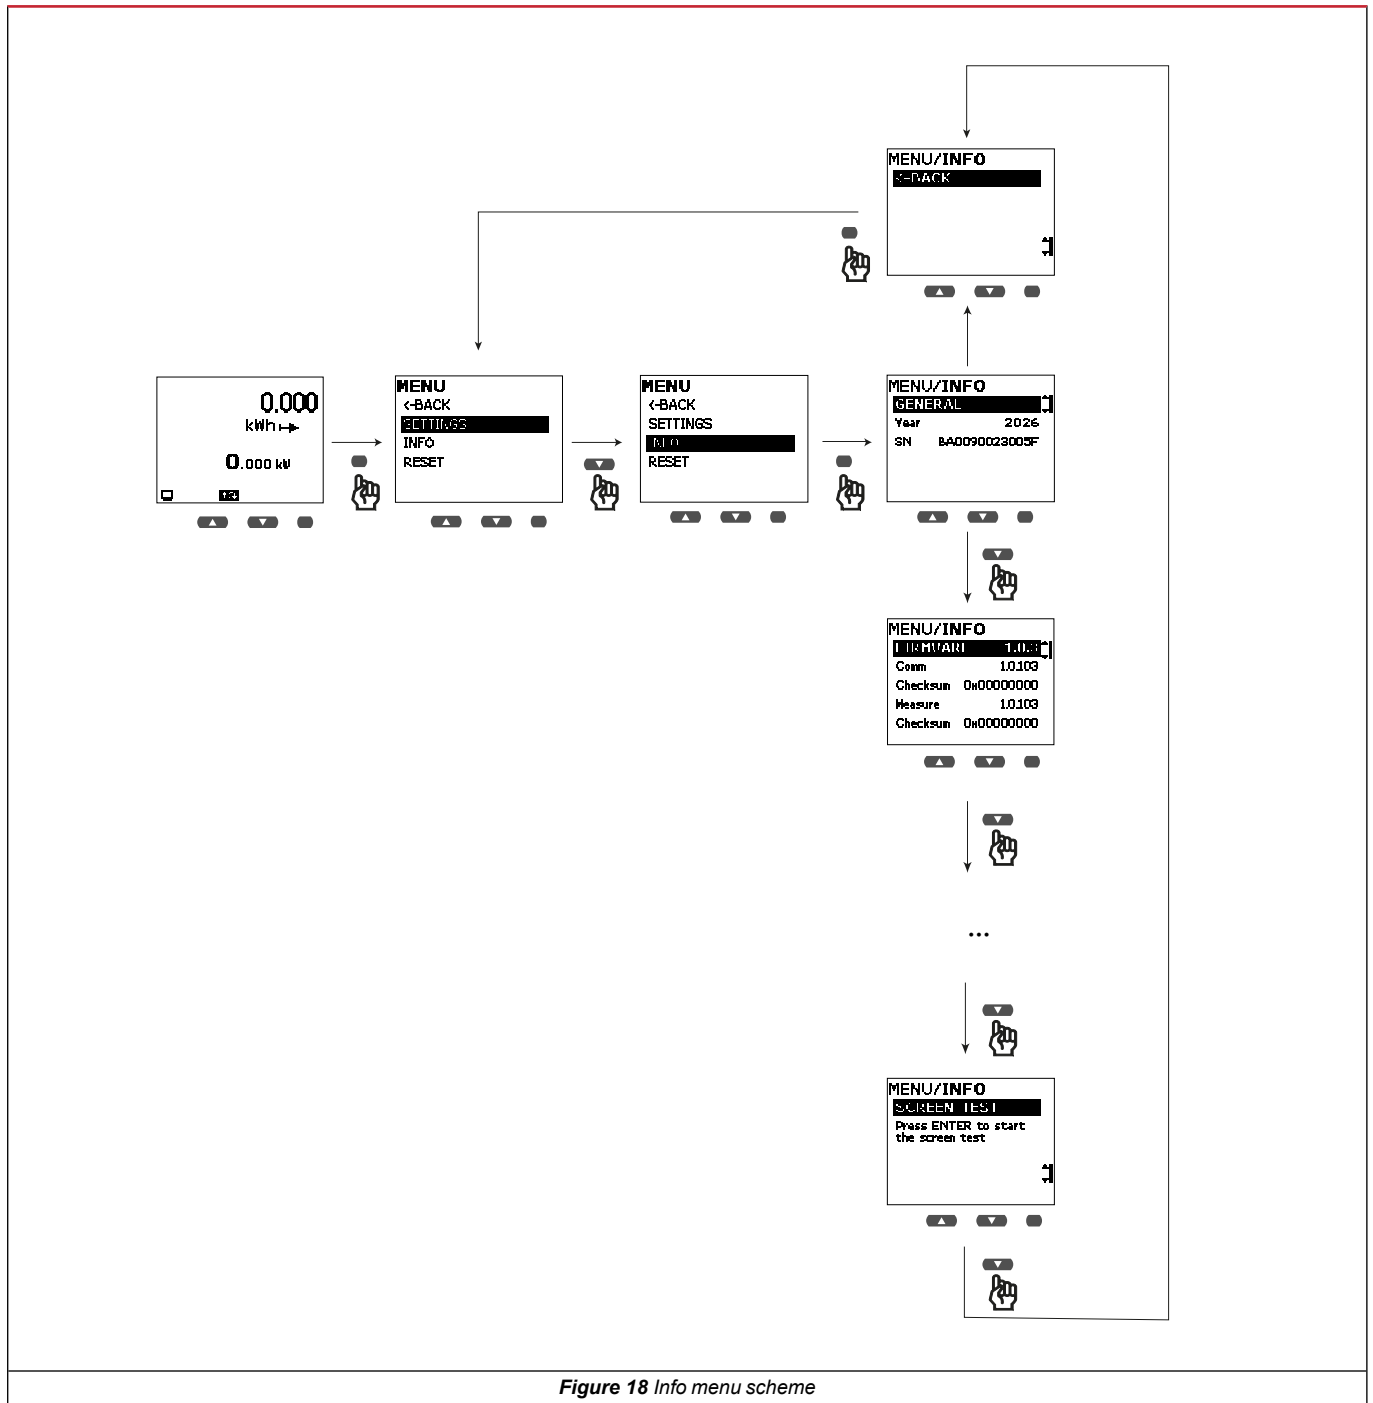 MENU/INFO
<-BACK
0.000
kWh
0.000 kW
MENU
<-BACK
SETTINGS
INFO
RESET
MENU
<-BACK
SETTINGS
INFO
RESET
MENU/INFO
GENERAL
Year 2026
SN BA0090023005F
MENU/INFO
FIRMWARE 1.0.3
Comm 1.0.103
Checksum 0x00000000
Measure 1.0.103
Checksum 0x00000000
...
MENU/INFO
SCREEN TEST
Press ENTER to start
the screen test
Figure 18 Info menu scheme